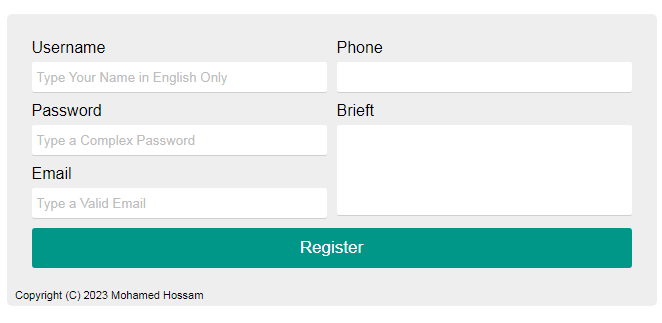 Username
Type Your Name in English Only
Password
Type a Complex Password
Email
Type a Valid Email
Phone
Brieft
Register
Copyright (C) 2023 Mohamed Hossam